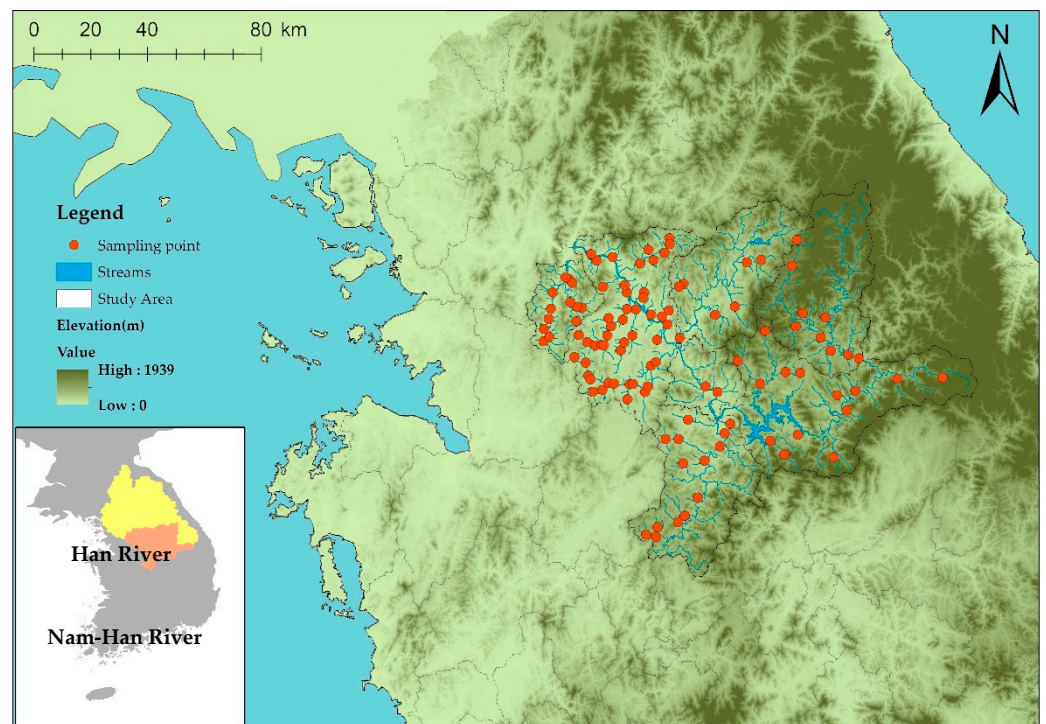 0 20 40 80 km
N
Legend
Sampling point
Streams
Study Area
Elevation(m)
Value
High : 1939
Low : 0
Han River
Nam-Han River